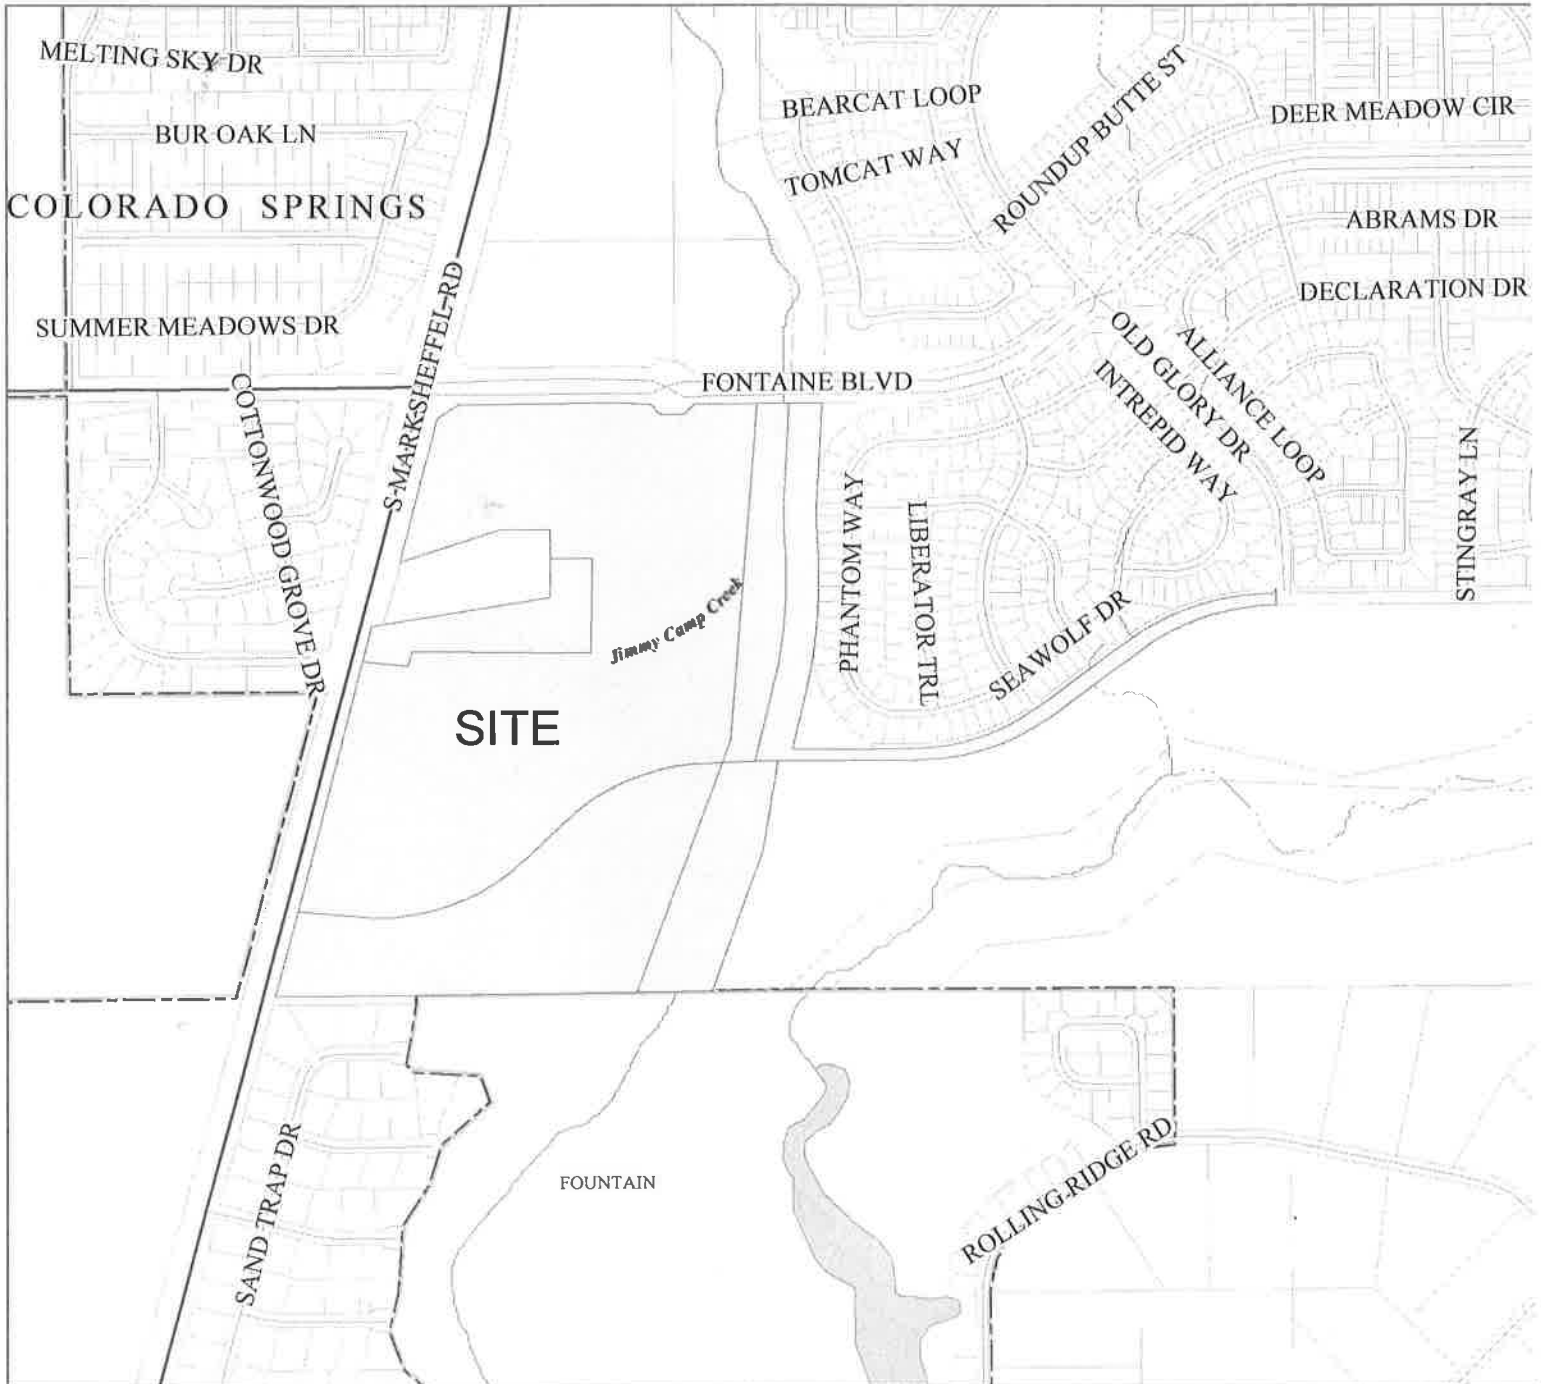 MELTING SKY DR
BEARCAT LOOP
ROUNDUP BUTTE ST
DEER MEADOW CIR
BUR OAK LN
TOMCAT WAY
COLORADO SPRINGS
ABRAMS DR
S MARKSHEFFEL RD
DECLARATION DR
SUMMER MEADOWS DR
ALLIANCE LOOP
OLD GLORY DR
INTREPID WAY
FONTAINE BLVD
COTTONWOOD GROVE DR
STINGRAY LN
PHANTOM WAY
LIBERATOR TRL
Jimmy Camp Creek
SEAWOLF DR
SITE
SAND TRAP DR
FOUNTAIN
ROLLING RIDGE RD